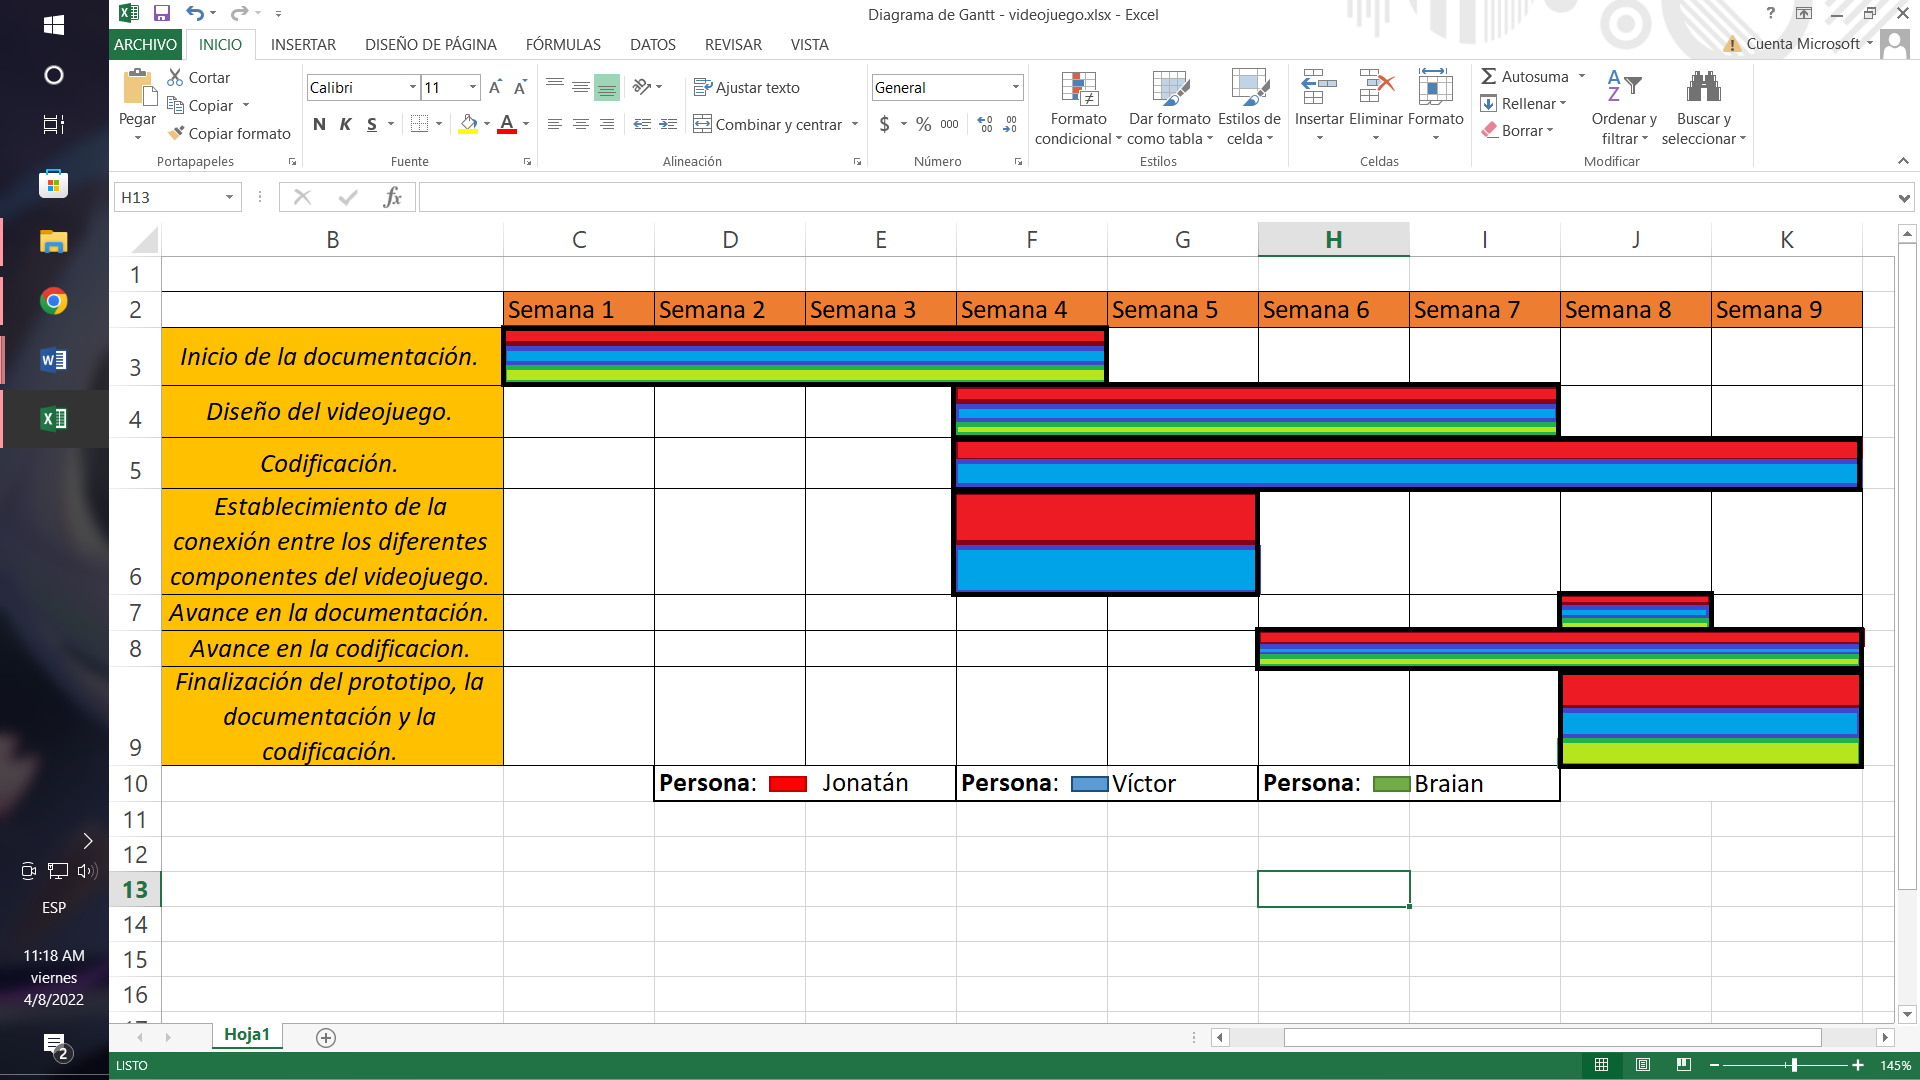 Diagrama de Gantt - videojuego.xlsx - Excel
?
ARCHIVO INICIO INSERTAR DISEÑO DE PÁGINA FÓRMULAS DATOS REVISAR VISTA Cuenta Microsoft
Pegar
Cortar
Copiar
Copiar formato
Portapapeles
Calibri 11
N K S
Fuente
Ajustar texto
Combinar y centrar
Alineación
General
$ % 000
Número
Formato condicional
Dar formato como tabla
Estilos de celda
Estilos
Insertar Eliminar Formato
Celdas
Autosuma
Rellenar
Borrar
Ordenar y filtrar
Buscar y seleccionar
Modificar
H13 fx
B C D E F G H I J K
1
2 Semana 1 Semana 2 Semana 3 Semana 4 Semana 5 Semana 6 Semana 7 Semana 8 Semana 9
3 Inicio de la documentación.
4 Diseño del videojuego.
5 Codificación.
Establecimiento de la
conexión entre los diferentes
6 componentes del videojuego.
7 Avance en la documentación.
8 Avance en la codificacion.
Finalización del prototipo, la
documentación y la
9 codificación.
10 Persona: Jonatán Persona: Víctor Persona: Braian
11
12
13
14
15
16
Hoja1
LISTO 145%
ESP
11:18 AM
viernes
4/8/2022
2